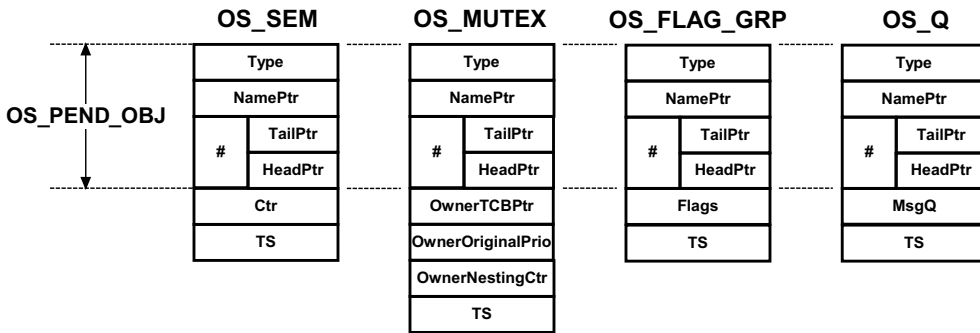 OS_SEM OS_MUTEX OS_FLAG_GRP OS_Q
Type Type Type Type
NamePtr NamePtr NamePtr NamePtr
OS_PEND_OBJ
# TailPtr # TailPtr # TailPtr # TailPtr
HeadPtr HeadPtr HeadPtr HeadPtr
Ctr OwnerTCBPtr Flags MsgQ
TS OwnerOriginalPrio TS TS
OwnerNestingCtr
TS